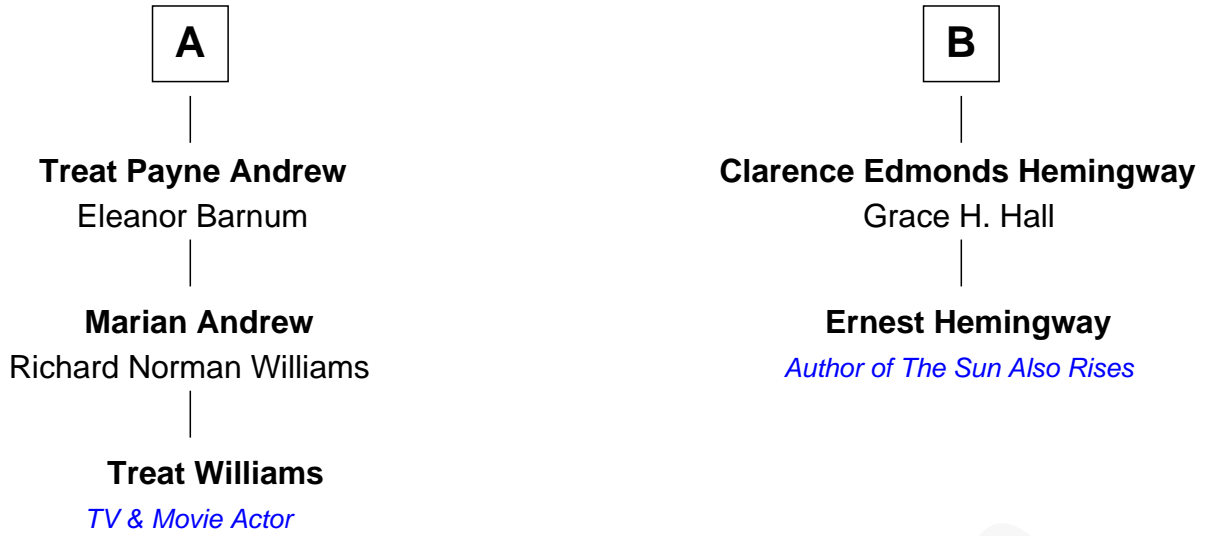 A
Treat Payne Andrew
Eleanor Barnum
Marian Andrew
Richard Norman Williams
Treat Williams
TV & Movie Actor
B
Clarence Edmonds Hemingway
Grace H. Hall
Ernest Hemingway
Author of The Sun Also Rises